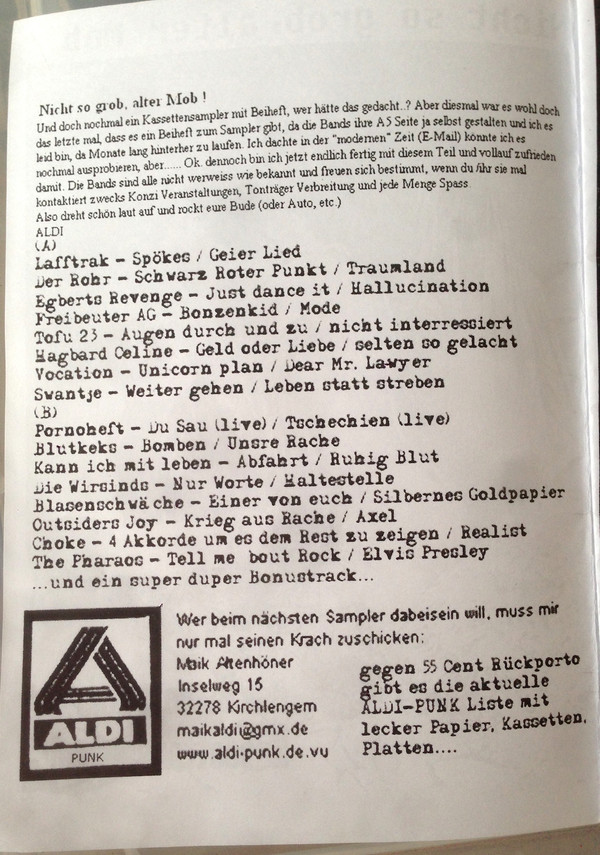 Nicht so grob, alter Mob !
Und doch nochmal ein Kassettensampler mit Beiheft, wer hätte das gedacht..? Aber diesmal war es wohl doch
das letzte mal, dass es ein Beiheft zum Sampler gibt, da die Bands ihre A5 Seite ja selbst gestalten und ich es
leid bin, da Monate lang hinterher zu laufen. Ich dachte in der "modernen" Zeit (E-Mail) könnte ich es
nochmal ausprobieren, aber...... Ok. dennoch bin ich jetzt endlich fertig mit diesem Teil und vollauf zufrieden
damit. Die Bands sind alle nicht werweiss wie bekannt und freuen sich bestimmt, wenn du /ihr sie mal
kontaktiert zwecks Konzi Veranstaltungen, Tonträger Verbreitung und jede Menge Spass.
Also dreht schön laut auf und rockt eure Bude (oder Auto, etc.)
ALDI
(A)
Lafftrak – Spökes / Geier Lied
Der Rohr – Schwarz Roter Punkt / Traumland
Egberts Revenge – Just dance it / Hallucination
Freibeuter AG – Bonzenkid / Mode
Tofu 23 – Augen durch und zu / nicht interressiert
Hagbard Celine – Geld oder Liebe / selten so gelacht
Vocation – Unicorn plan / Dear Mr. Lawyer
Swantje – Weiter gehen / Leben statt streben
(B)
Pornoheft – Du Sau (live) / Tschechien (live)
Blutkeks – Bomben / Unsre Rache
Kann ich mit leben – Abfahrt / Ruhig Blut
Die Wirsinds – Nur Worte / Haltestelle
Blasenschwäche – Einer von euch / Silbernes Goldpapier
Outsiders Joy – Krieg aus Rache / Axel
Choke – 4 Akkorde um es dem Rest zu zeigen / Realist
The Pharaos – Tell me bout Rock / Elvis Presley
...und ein super duper Bonustrack...
Wer beim nächsten Sampler dabeisein will, muss mir
nur mal seinen Krach zuschicken:
Maik Altenhöner
Inselweg 15
32278 Kirchlengern
maikaldi@gmx.de
www.aldi-punk.de.vu
gegen 55 Cent Rückporto
gibt es die aktuelle
ALDI-PUNK Liste mit
lecker Papier, Kassetten,
Platten....
ALDI
PUNK